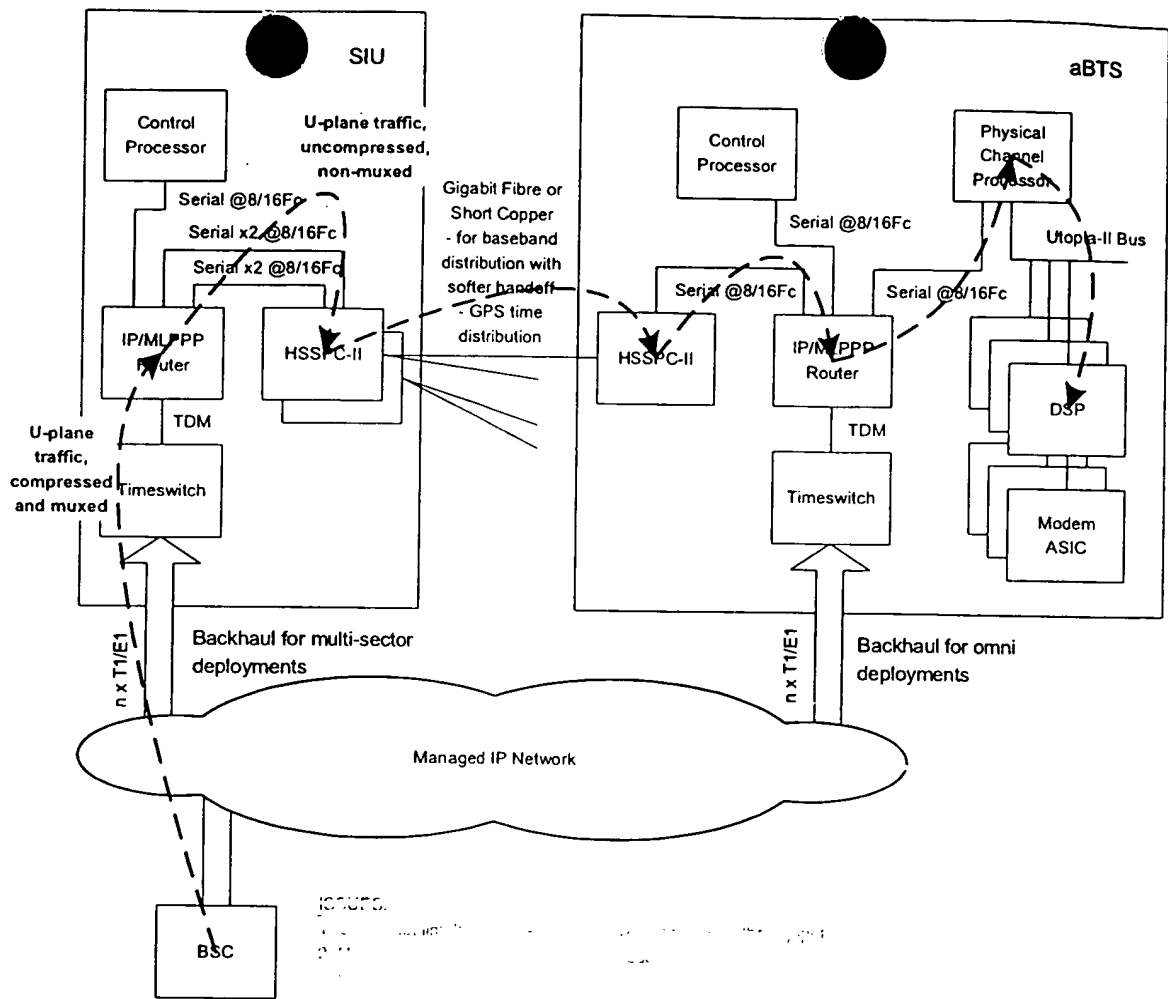 SIU
aBTS
Control
Processor
U-plane traffic,
uncompressed,
non-muxed
Control
Processor
Physical
Channel
Processor
Serial @8/16Fc
Serial x2 @8/16Fc
Serial x2 @8/16Fc
Gigabit Fibre or
Short Copper
- for baseband
distribution with
softer handoff
- GPS time
distribution
Serial @8/16Fc
Utopia-II Bus
Serial @8/16Fc
Serial @8/16Fc
IP/MLPPP
Router
HSSPC-II
HSSPC-II
IP/MLPPP
Router
DSP
TDM
TDM
U-plane
traffic,
compressed
and muxed
Timeswitch
Timeswitch
Modem
ASIC
n x T1/E1
Backhaul for multi-sector
deployments
n x T1/E1
Backhaul for omni
deployments
Managed IP Network
BSC
ISSUES: